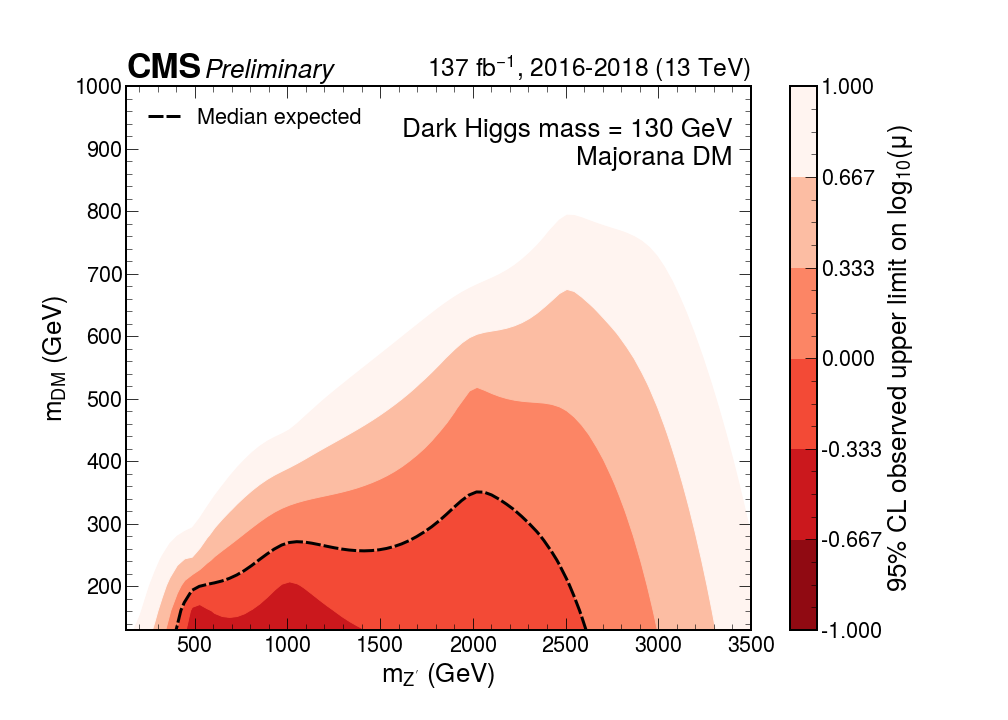 CMS Preliminary
137 fb⁻¹, 2016-2018 (13 TeV)
Median expected
Dark Higgs mass = 130 GeV
Majorana DM
1000
900
800
700
600
500
400
300
200
m_DM (GeV)
500 1000 1500 2000 2500 3000 3500
m_Z′ (GeV)
1.000
0.667
0.333
0.000
-0.333
-0.667
-1.000
95% CL observed upper limit on log₁₀(μ)